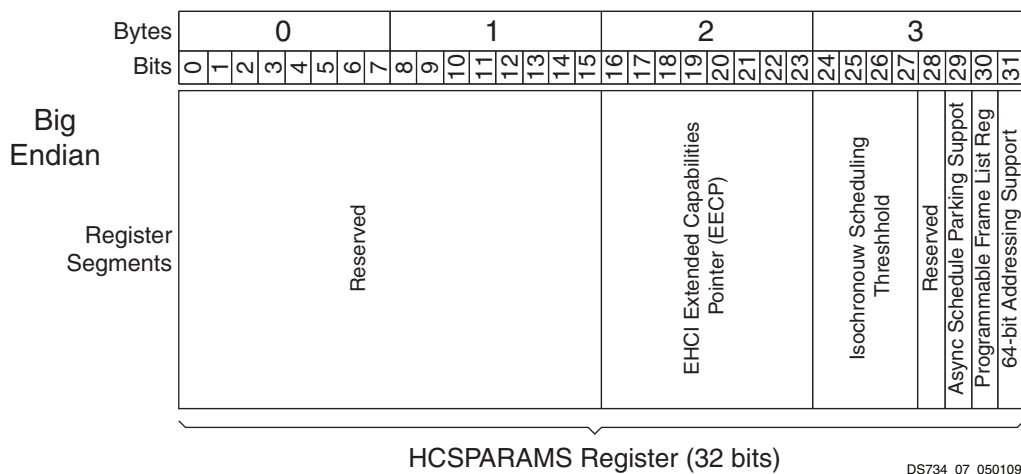 Bytes 0 1 2 3
Bits 0 1 2 3 4 5 6 7 8 9 10 11 12 13 14 15 16 17 18 19 20 21 22 23 24 25 26 27 28 29 30 31
Big
Endian
Register
Segments
Reserved
EHCI Extended Capabilities
Pointer (EECP)
Isochronouw Scheduling
Threshhold
Reserved
Async Schedule Parking Suppot
Programmable Frame List Reg
64-bit Addressing Support
HCSPARAMS Register (32 bits)
DS734_07_050109